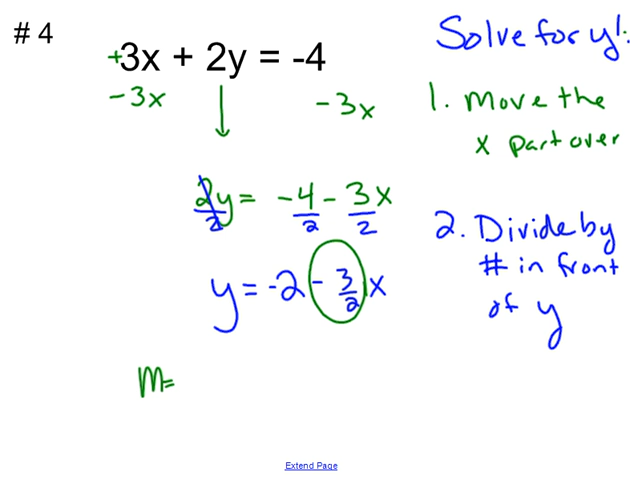 # 4
Solve for y!:
+3x + 2y = -4
-3x -3x
1. Move the
x part over
2y = -4 - 3x
2 2 2
2. Divide by
# in front
of y
y = -2 - 3/2 x
m=
Extend Page